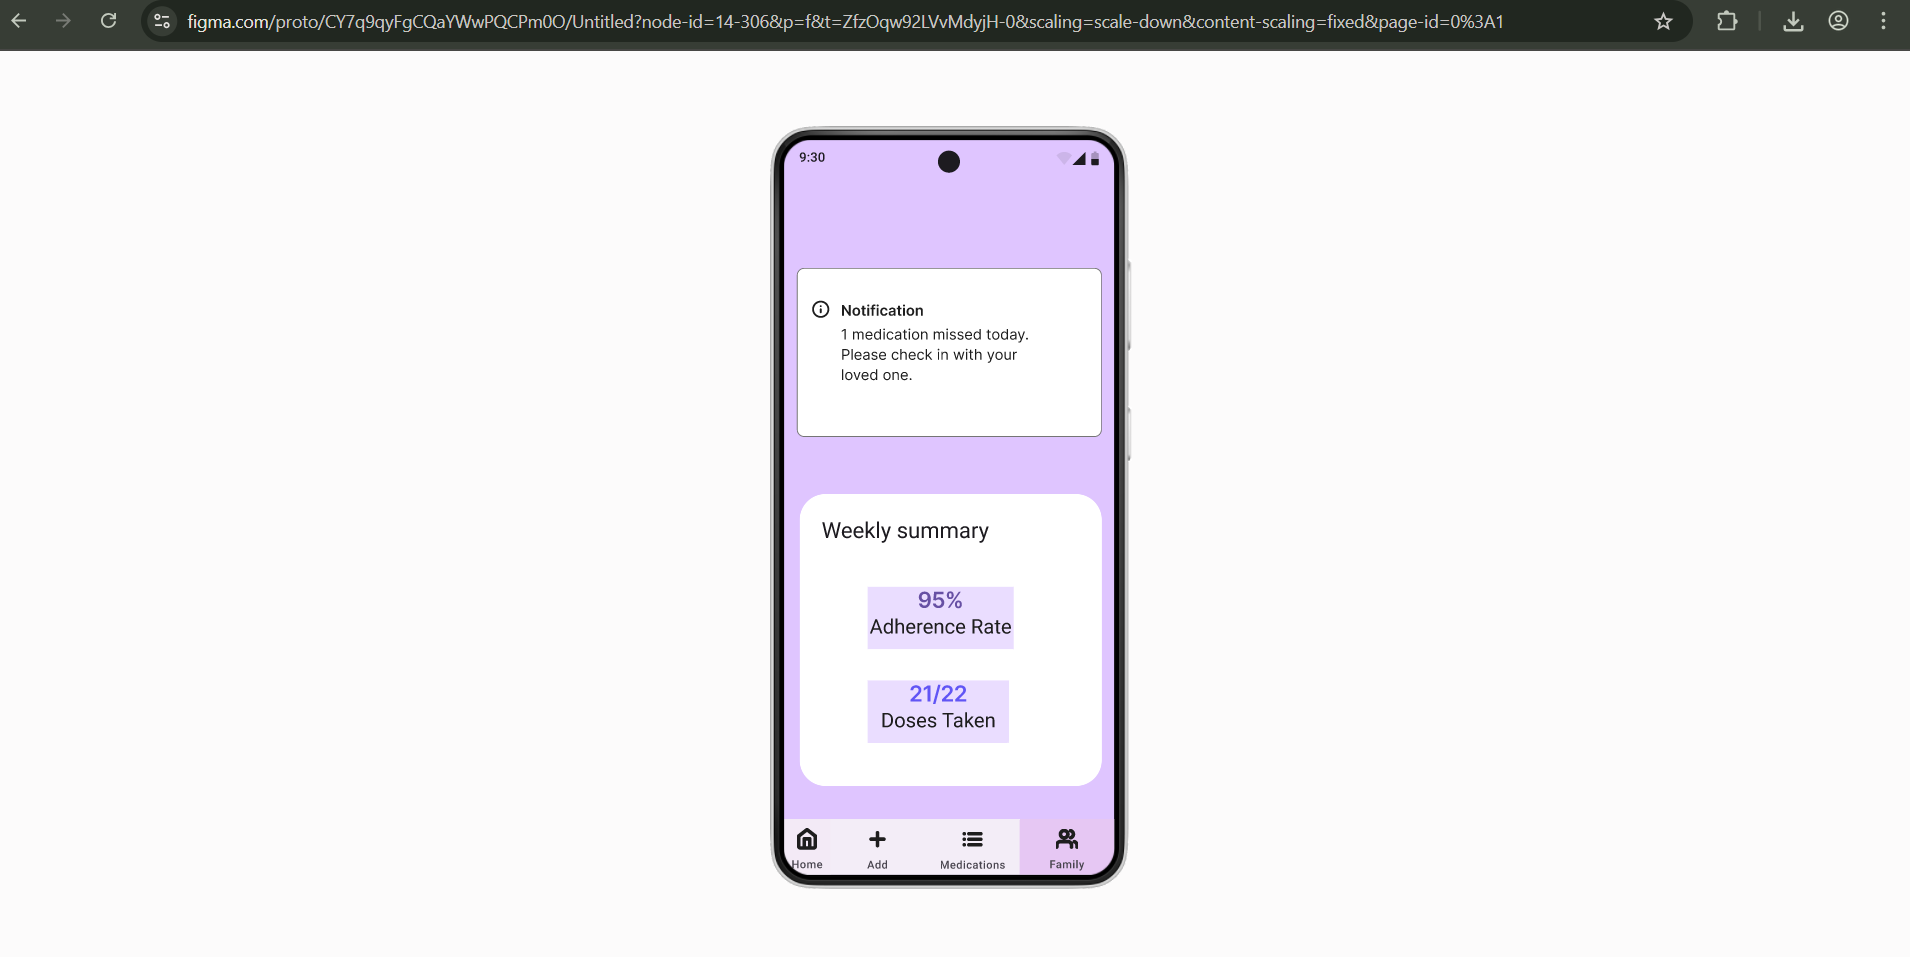 figma.com/proto/CY7q9qyFgCQaYWwPQCPm0O/Untitled?node-id=14-306&p=f&t=ZfzOqw92LVvMdyjH-0&scaling=scale-down&content-scaling=fixed&page-id=0%3A1
9:30
Notification
1 medication missed today.
Please check in with your
loved one.
Weekly summary
95%
Adherence Rate
21/22
Doses Taken
Home Add Medications Family